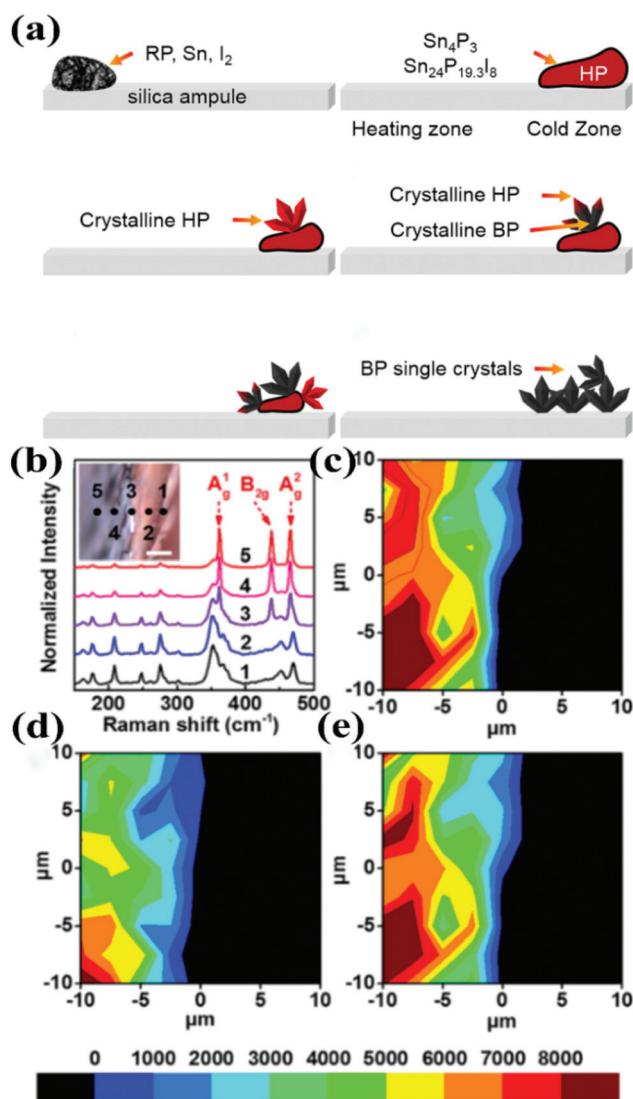 (a)
RP, Sn, I₂
silica ampule
Sn₄P₃
Sn₂₄P₁₉.₃I₈
HP
Heating zone
Cold Zone
Crystalline HP
Crystalline HP
Crystalline BP
BP single crystals
(b)
Normalized Intensity
5 3 1
4 2
A¹g B₂g A²g
5
4
3
2
1
200 300 400 500
Raman shift (cm⁻¹)
(c)
µm
10
5
0
-5
-10
-10 -5 0 5 10
µm
(d)
µm
10
5
0
-5
-10
-10 -5 0 5 10
µm
(e)
µm
10
5
0
-5
-10
-10 -5 0 5 10
µm
0 1000 2000 3000 4000 5000 6000 7000 8000